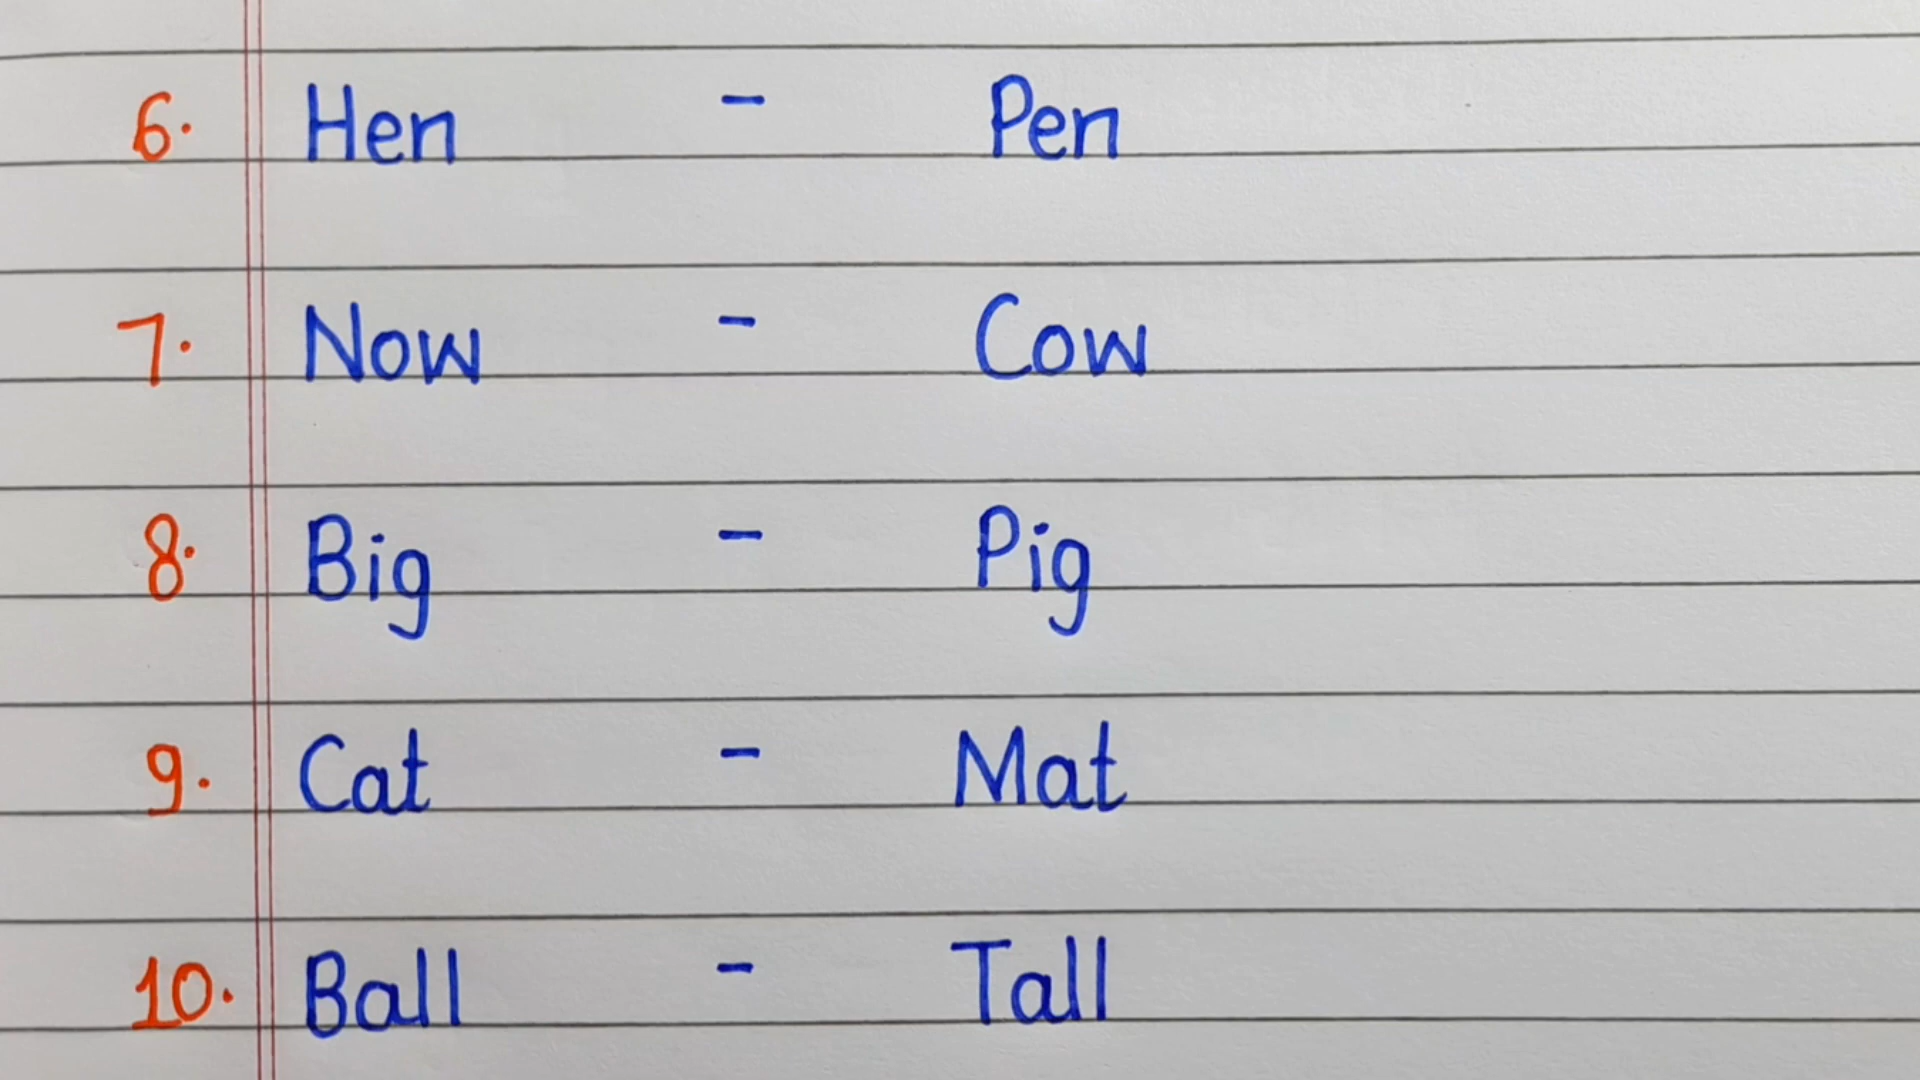 6. Hen - Pen
7. Now - Cow
8. Big - Pig
9. Cat - Mat
10. Ball - Tall